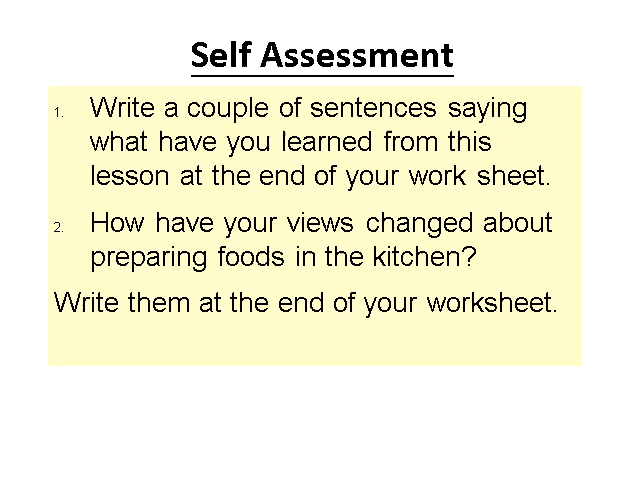 Self Assessment
1. Write a couple of sentences saying
what have you learned from this
lesson at the end of your work sheet.
2. How have your views changed about
preparing foods in the kitchen?
Write them at the end of your worksheet.